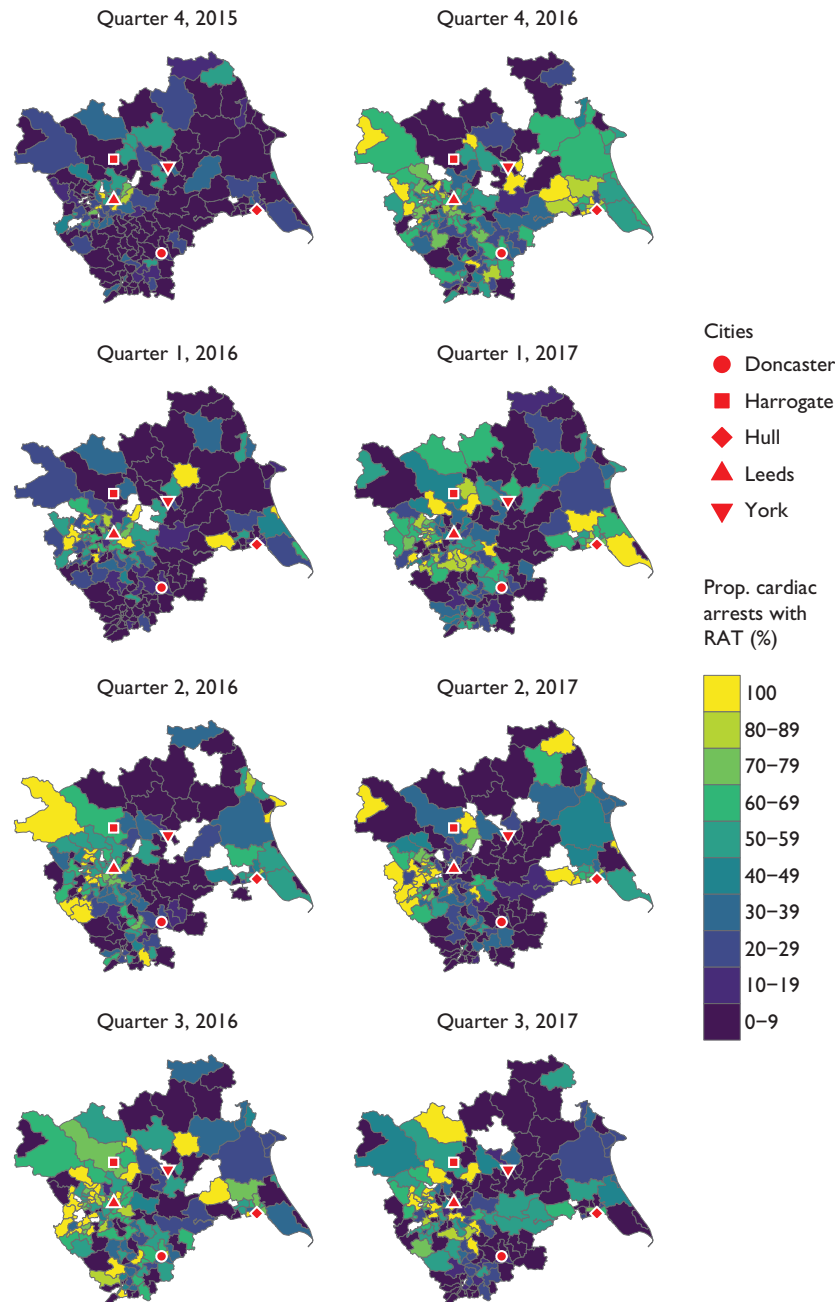 Quarter 4, 2015
Quarter 4, 2016
Quarter 1, 2016
Quarter 1, 2017
Quarter 2, 2016
Quarter 2, 2017
Quarter 3, 2016
Quarter 3, 2017
Cities
Doncaster
Harrogate
Hull
Leeds
York
Prop. cardiac
arrests with
RAT (%)
100
80–89
70–79
60–69
50–59
40–49
30–39
20–29
10–19
0–9